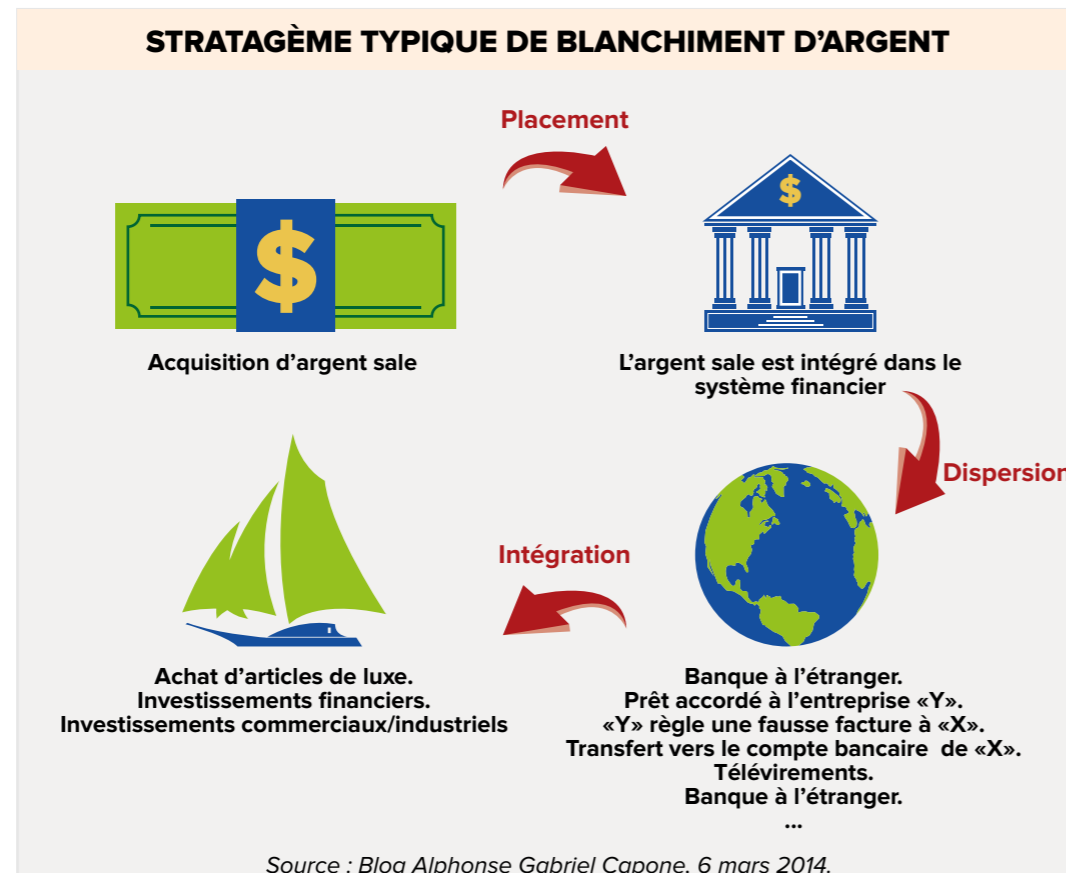 STRATAGÈME TYPIQUE DE BLANCHIMENT D’ARGENT
Placement
$
$
Acquisition d’argent sale
L’argent sale est intégré dans le
système financier
Dispersion
Intégration
Achat d’articles de luxe.
Investissements financiers.
Investissements commerciaux/industriels
Banque à l’étranger.
Prêt accordé à l’entreprise «Y».
«Y» règle une fausse facture à «X».
Transfert vers le compte bancaire de «X».
Télévirements.
Banque à l’étranger.
...
Source : Blog Alphonse Gabriel Capone, 6 mars 2014.